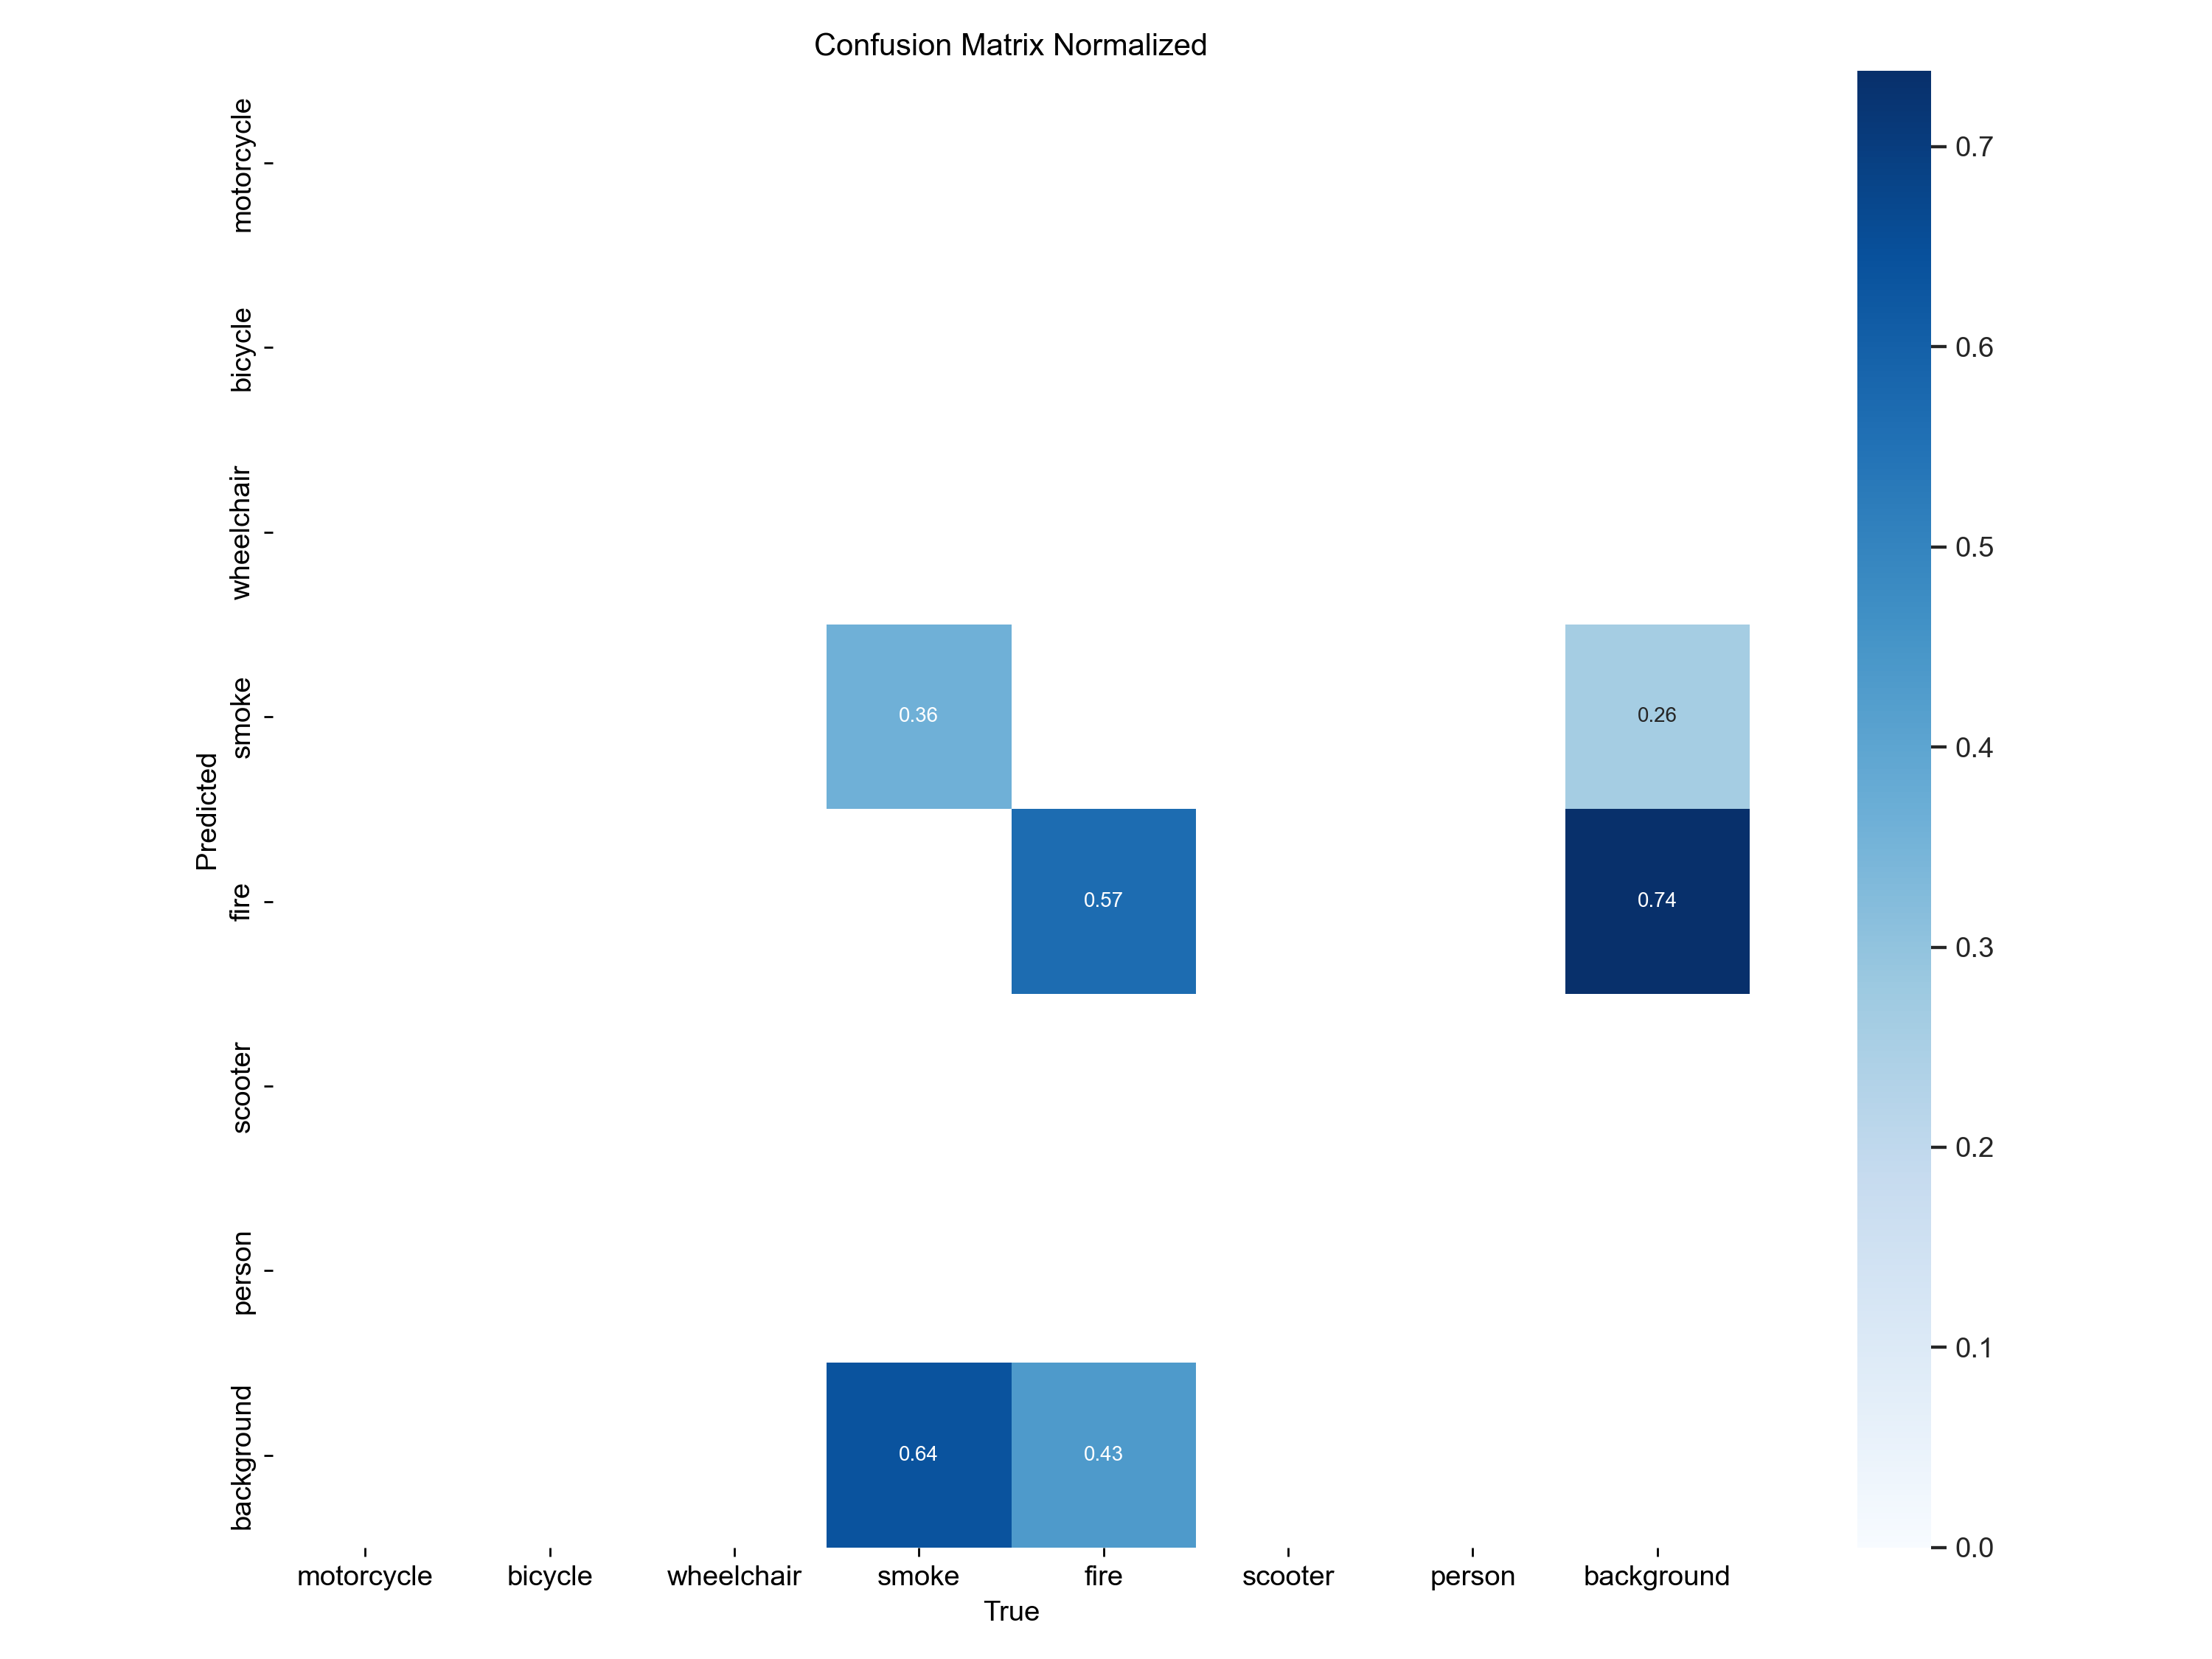 Confusion Matrix Normalized
motorcycle
bicycle
wheelchair
smoke
fire
scooter
person
background
Predicted
0.36
0.26
0.57
0.74
0.64
0.43
motorcycle bicycle wheelchair smoke fire scooter person background
True
0.7
0.6
0.5
0.4
0.3
0.2
0.1
0.0